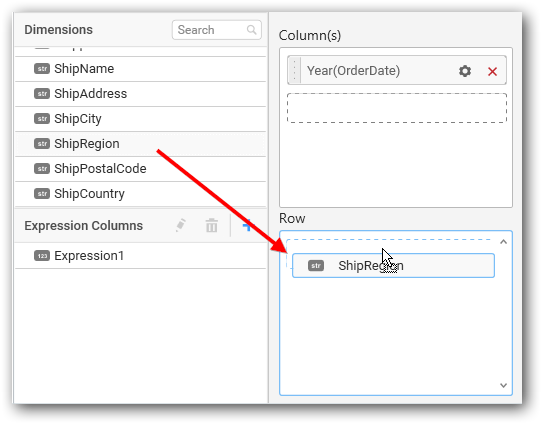 Dimensions
Search
str ShipName
str ShipAddress
str ShipCity
str ShipRegion
str ShipPostalCode
str ShipCountry
Expression Columns
123 Expression1
Column(s)
Year(OrderDate)
Row
str ShipRegion